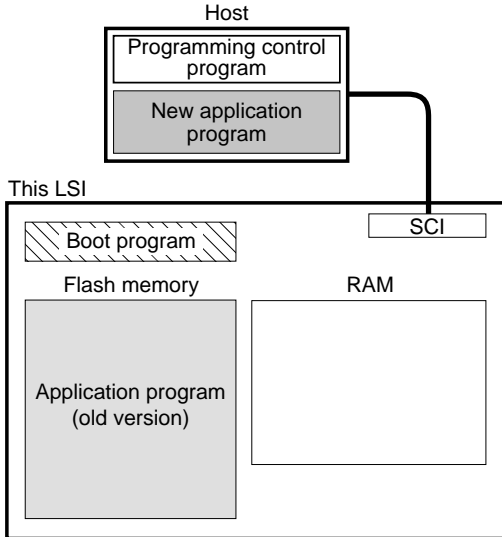 Host
Programming control
program
New application
program
This LSI
SCI
Boot program
Flash memory
RAM
Application program
(old version)